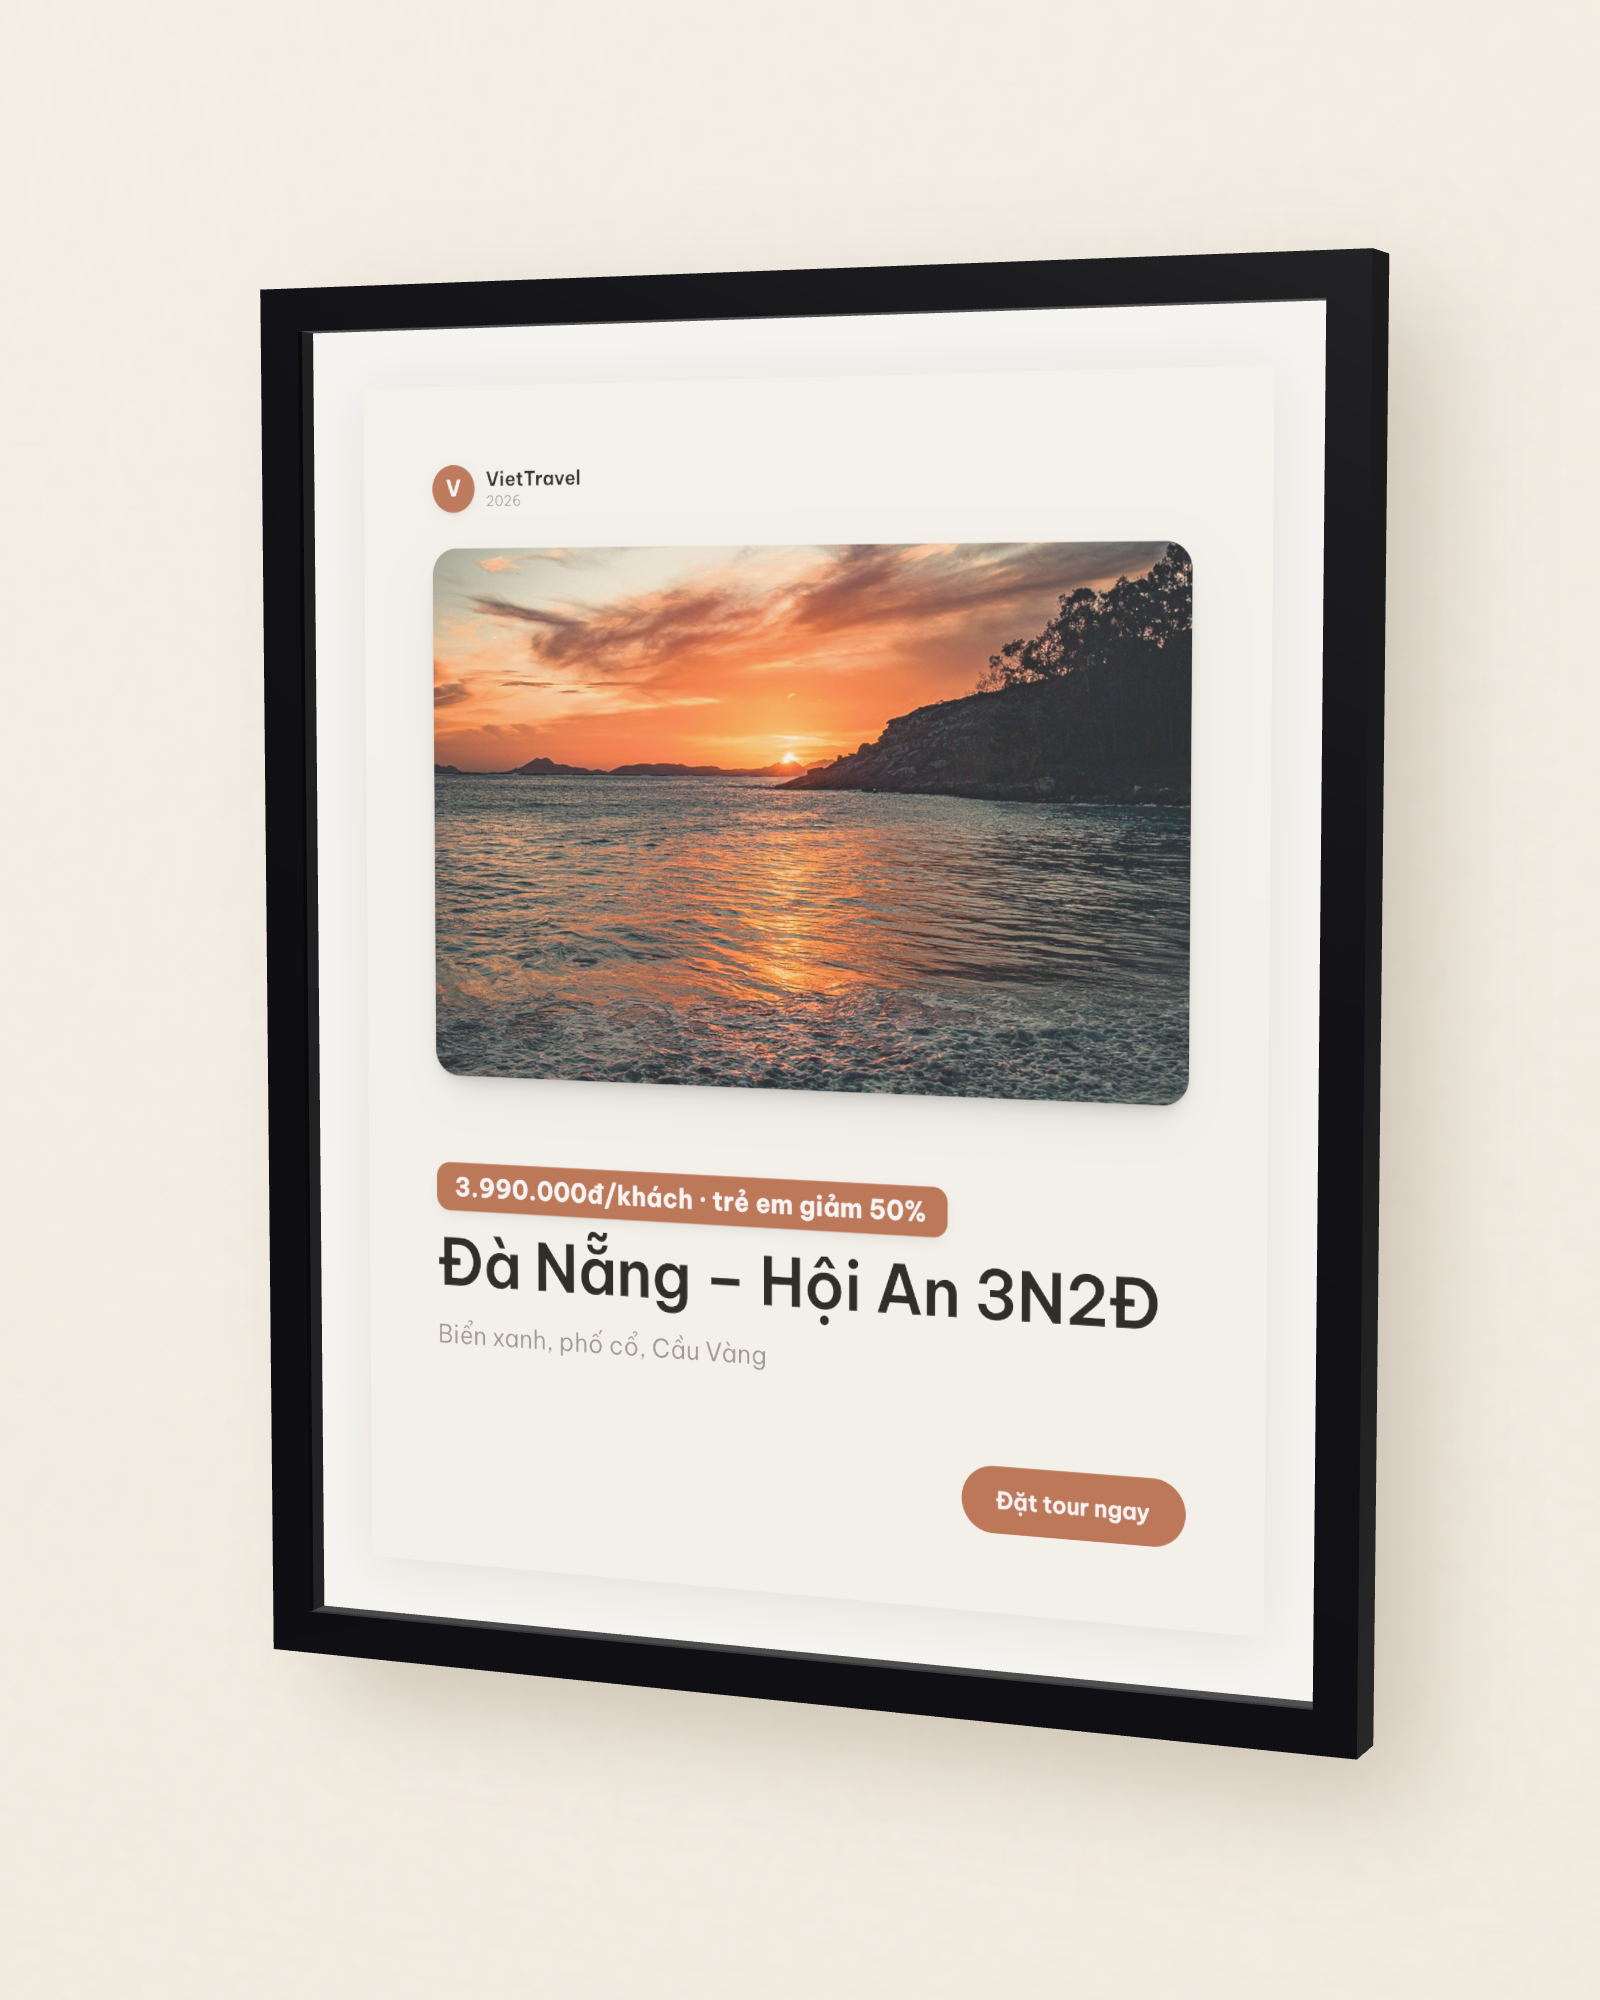 V
VietTravel
2026
3.990.000đ/khách · trẻ em giảm 50%
Đà Nẵng – Hội An 3N2Đ
Biển xanh, phố cổ, Cầu Vàng
Đặt tour ngay